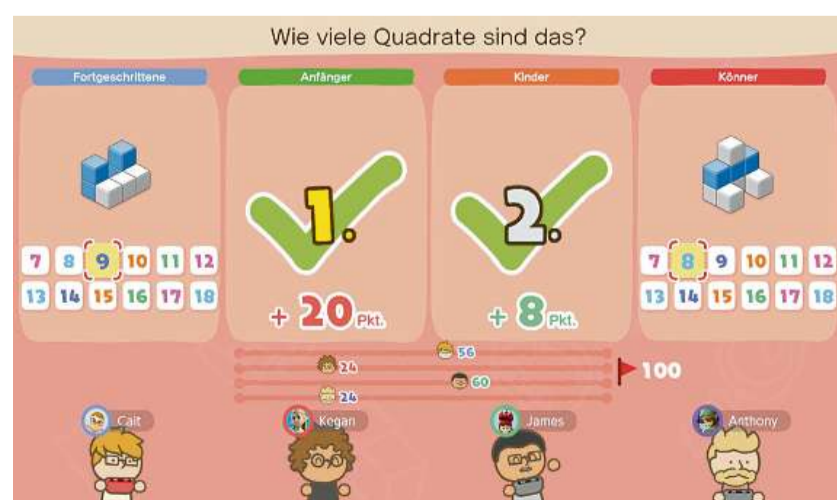 Wie viele Quadrate sind das?
Fortgeschrittene
Anfänger
Kinder
Könner
7 8 9 10 11 12
13 14 15 16 17 18
1.
+ 20 Pkt.
2.
+ 8 Pkt.
7 8 9 10 11 12
13 14 15 16 17 18
56
24
60
24
100
Cait
Kegan
James
Anthony